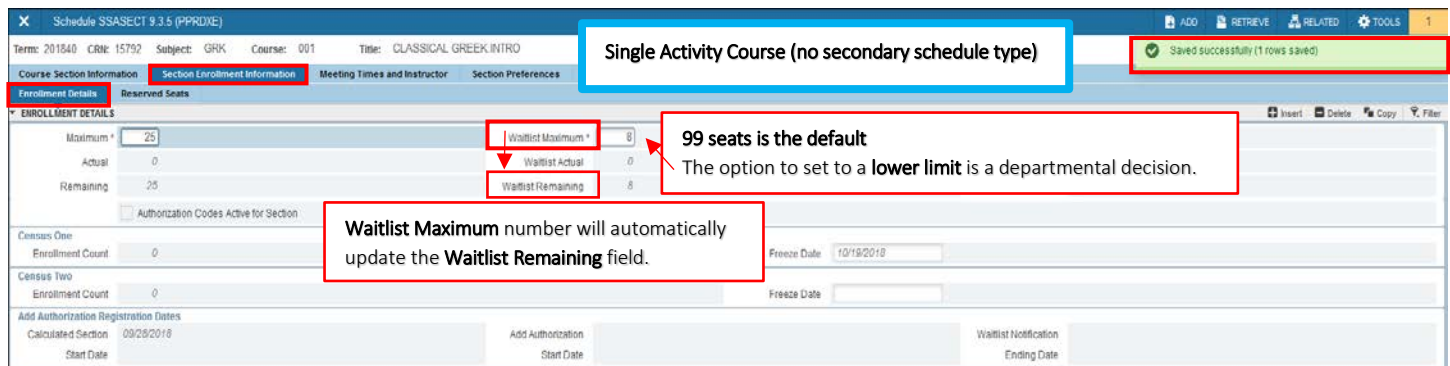 X Schedule SSASECT 9.3.5 (PPRDXE) ADD RETRIEVE RELATED TOOLS 1
Term: 201840 CRN: 15792 Subject: GRK Course: 001 Title: CLASSICAL GREEK:INTRO
Single Activity Course (no secondary schedule type)
Saved successfully (1 rows saved)
Course Section Information Section Enrollment Information Meeting Times and Instructor Section Preferences
Enrollment Details Reserved Seats
ENROLLMENT DETAILS Insert Delete Copy Filter
Maximum * 25 Waitlist Maximum * 8
99 seats is the default
The option to set to a lower limit is a departmental decision.
Actual 0 Waitlist Actual 0
Remaining 25 Waitlist Remaining 8
Authorization Codes Active for Section
Waitlist Maximum number will automatically
update the Waitlist Remaining field.
Census One
Enrollment Count 0 Freeze Date 10/19/2018
Census Two
Enrollment Count 0 Freeze Date
Add Authorization Registration Dates
Calculated Section 09/28/2018 Add Authorization Waitlist Notification
Start Date Start Date Ending Date